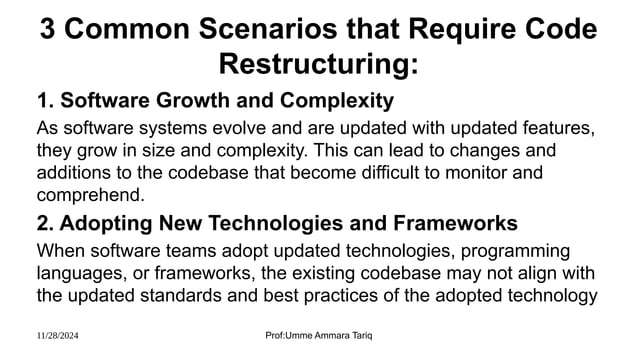 3 Common Scenarios that Require Code
Restructuring:
1. Software Growth and Complexity
As software systems evolve and are updated with updated features,
they grow in size and complexity. This can lead to changes and
additions to the codebase that become difficult to monitor and
comprehend.
2. Adopting New Technologies and Frameworks
When software teams adopt updated technologies, programming
languages, or frameworks, the existing codebase may not align with
the updated standards and best practices of the adopted technology
11/28/2024
Prof:Umme Ammara Tariq